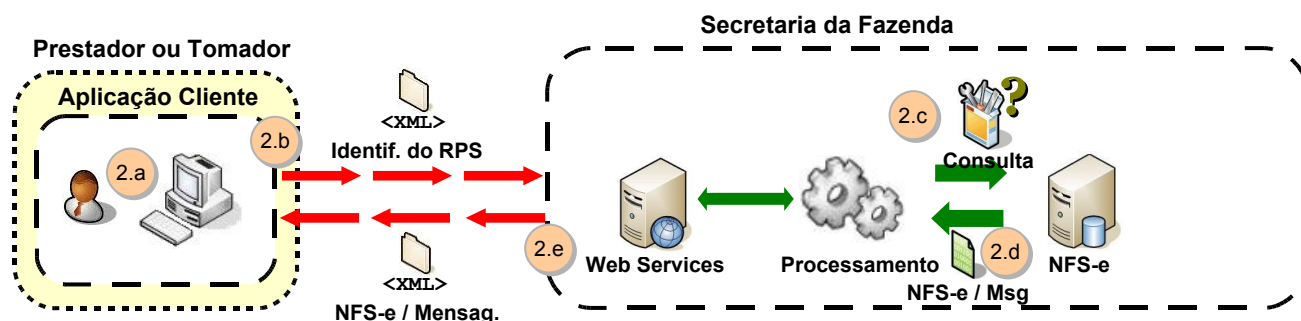 Secretaria da Fazenda
Prestador ou Tomador
Aplicação Cliente
2.a
2.b
<XML>
Identif. do RPS
2.c
Consulta
2.e
Web Services
Processamento
2.d
NFS-e
NFS-e / Msg
<XML>
NFS-e / Mensag.